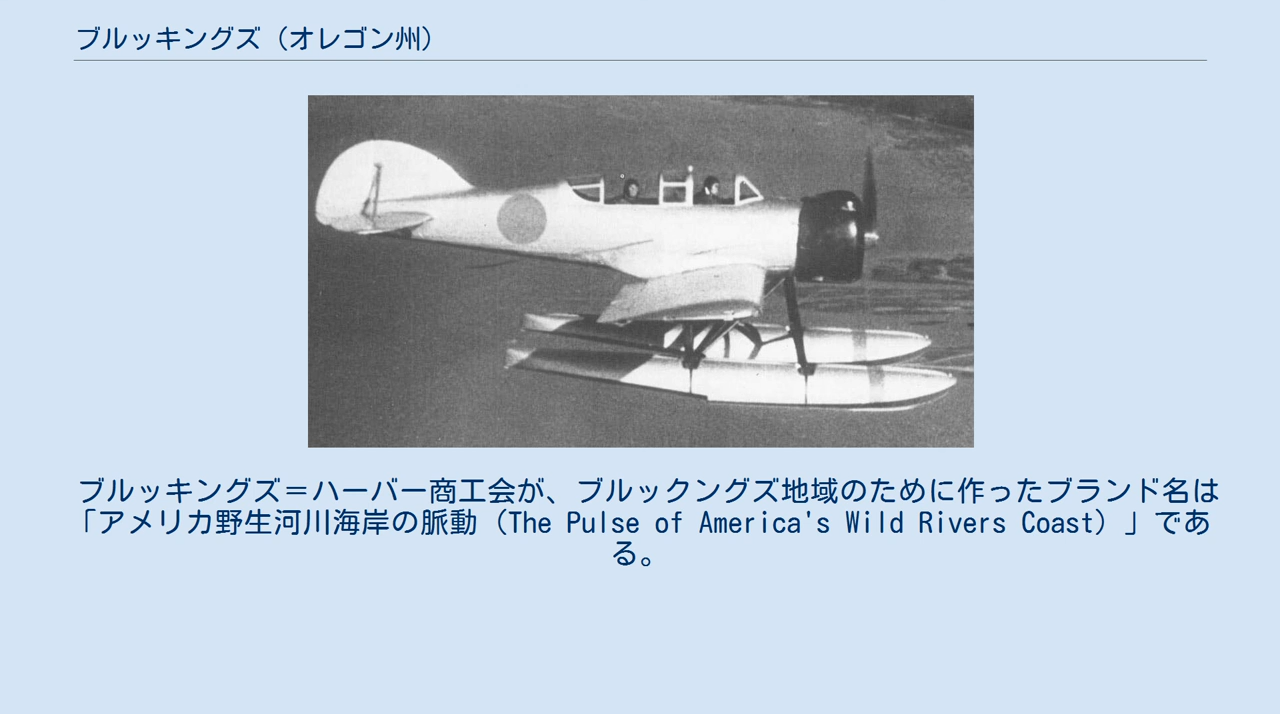 ブルッキングズ（オレゴン州）
ブルッキングズ＝ハーバー商工会が、ブルックングズ地域のために作ったブランド名は
「アメリカ野生河川海岸の脈動（The Pulse of America's Wild Rivers Coast）」であ
る。